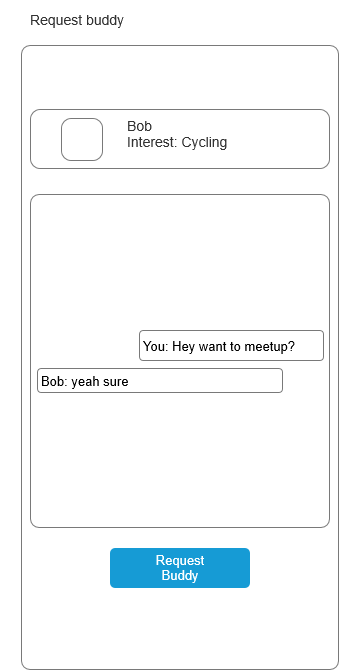 Request buddy
Bob
Interest: Cycling
You: Hey want to meetup?
Bob: yeah sure
Request
Buddy